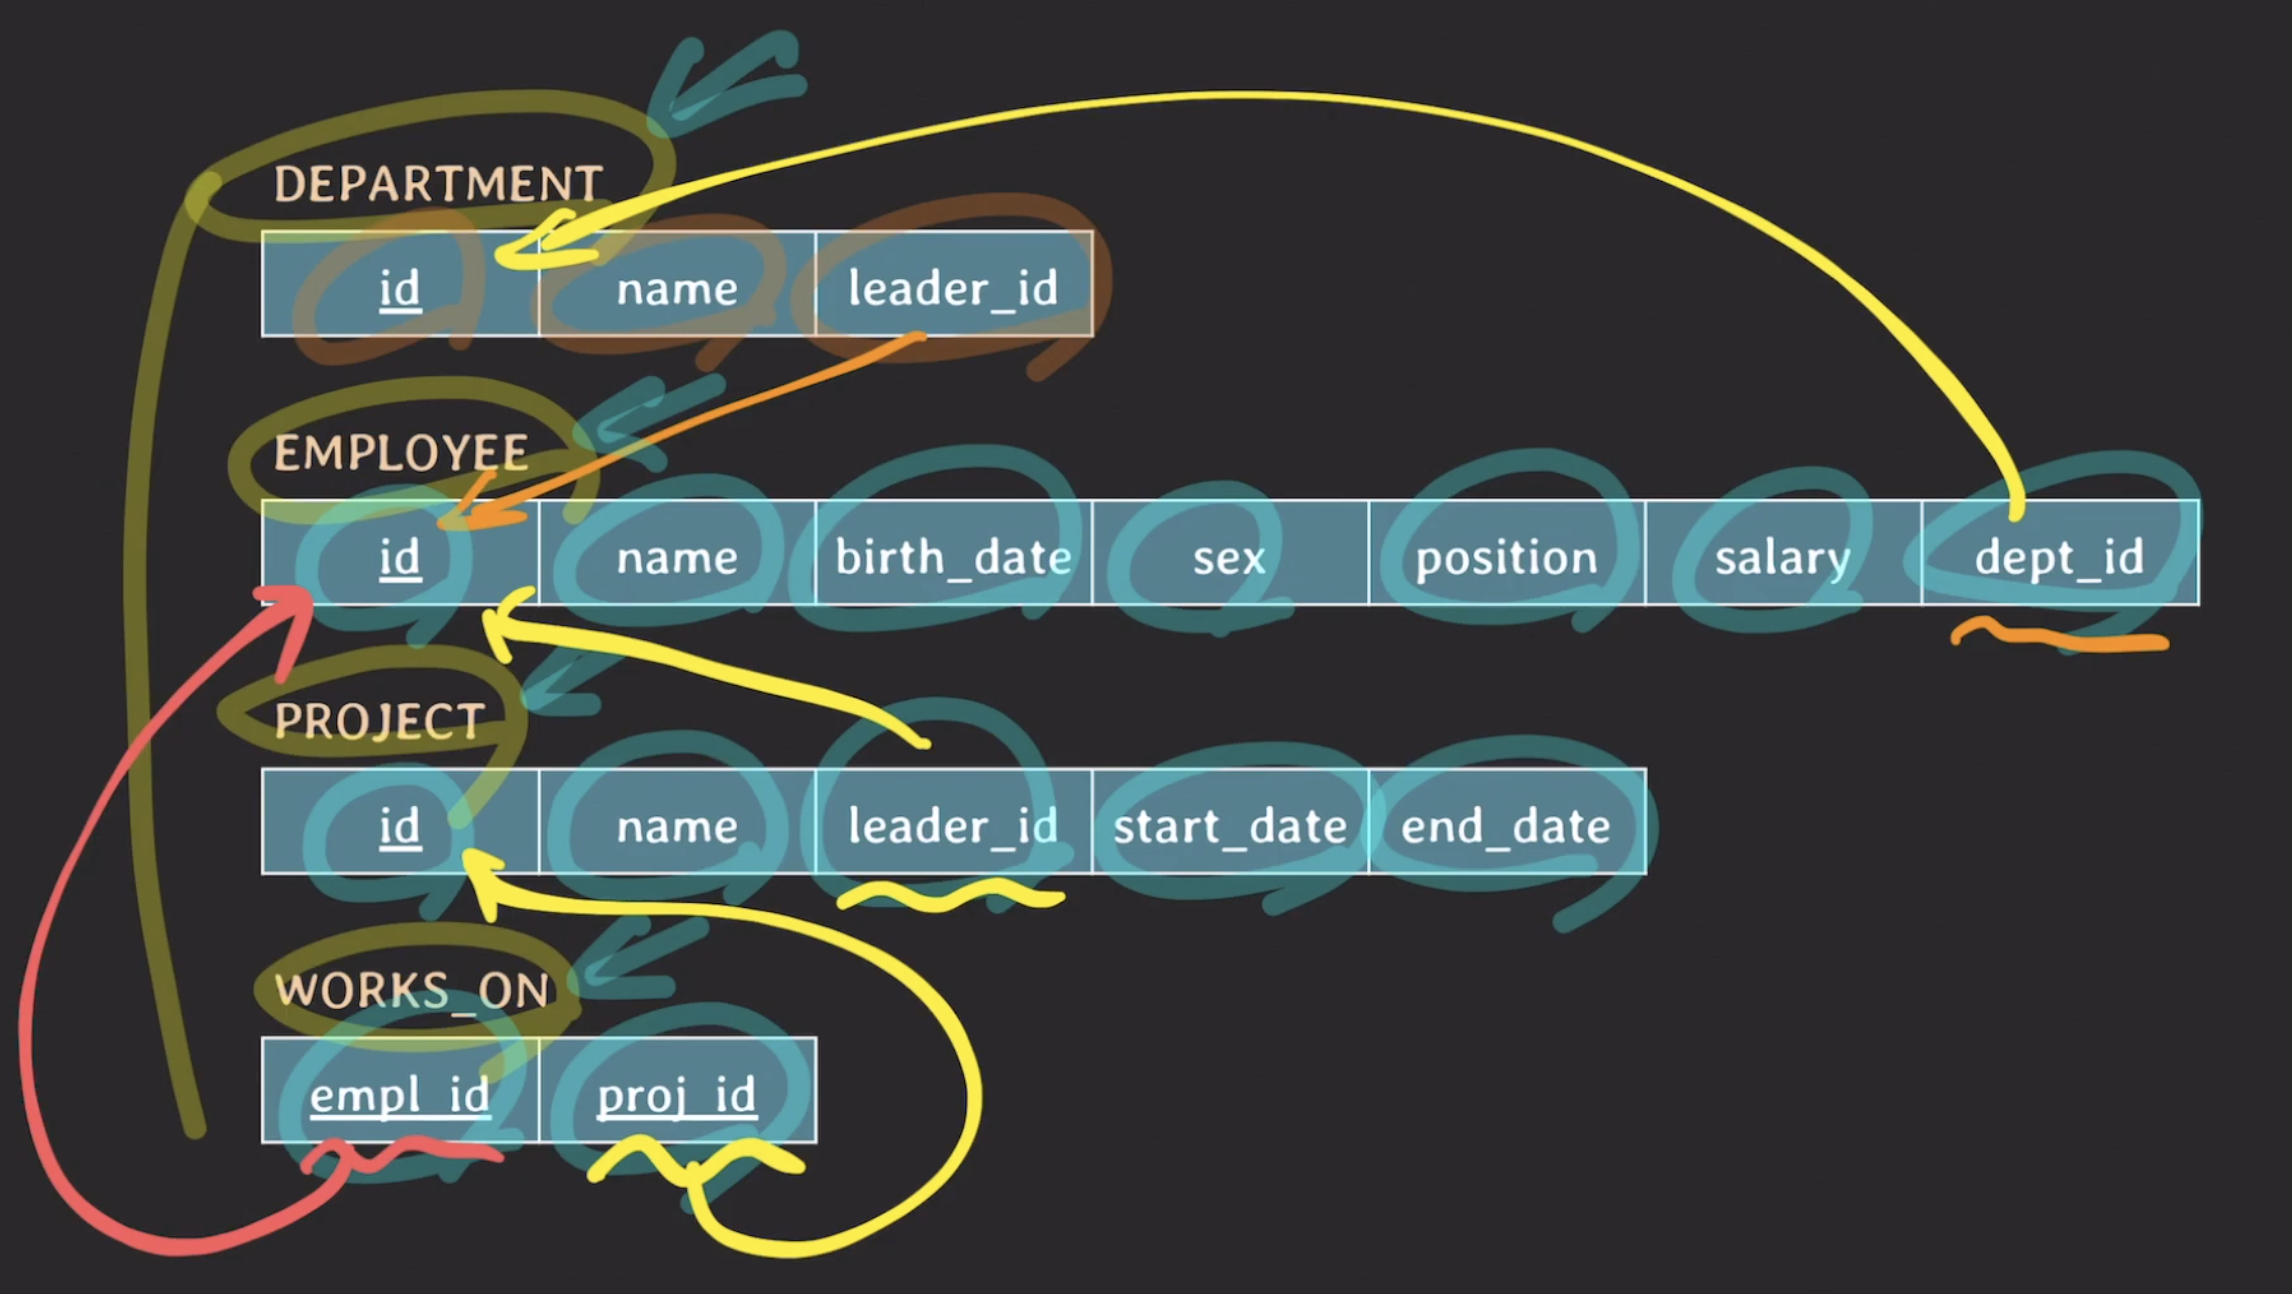 DEPARTMENT
id name leader_id
EMPLOYEE
id name birth_date sex position salary dept_id
PROJECT
id name leader_id start_date end_date
WORKS_ON
empl_id proj_id